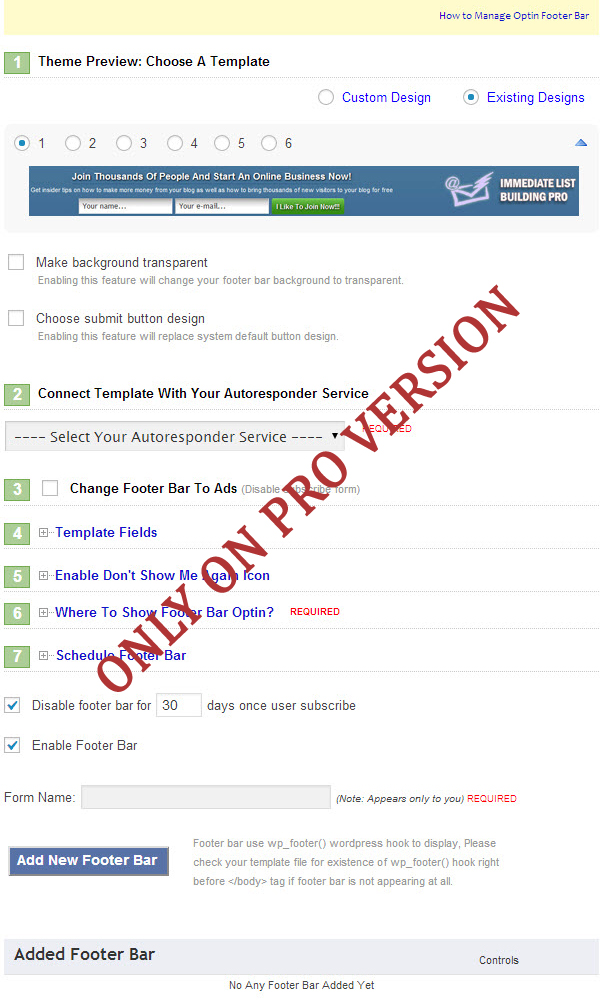 How to Manage Optin Footer Bar
1 Theme Preview: Choose A Template
Custom Design Existing Designs
1 2 3 4 5 6
Join Thousands Of People And Start An Online Business Now!
Get insider tips on how to make more money from your blog as well as how to bring thousands of new visitors to your blog for free
Your name... Your e-mail... I Like To Join Now!!!
IMMEDIATE LIST
BUILDING PRO
Make background transparent
Enabling this feature will change your footer bar background to transparent.
Choose submit button design
Enabling this feature will replace system default button design.
2 Connect Template With Your Autoresponder Service
---- Select Your Autoresponder Service ---- REQUIRED
3 Change Footer Bar To Ads (Disable subscribe form)
4 Template Fields
5 Enable Don't Show Me Again Icon
6 Where To Show Footer Bar Optin? REQUIRED
7 Schedule Footer Bar
ONLY ON PRO VERSION
Disable footer bar for 30 days once user subscribe
Enable Footer Bar
Form Name: (Note: Appears only to you) REQUIRED
Add New Footer Bar
Footer bar use wp_footer() wordpress hook to display, Please
check your template file for existence of wp_footer() hook right
before </body> tag if footer bar is not appearing at all.
Added Footer Bar Controls
No Any Footer Bar Added Yet